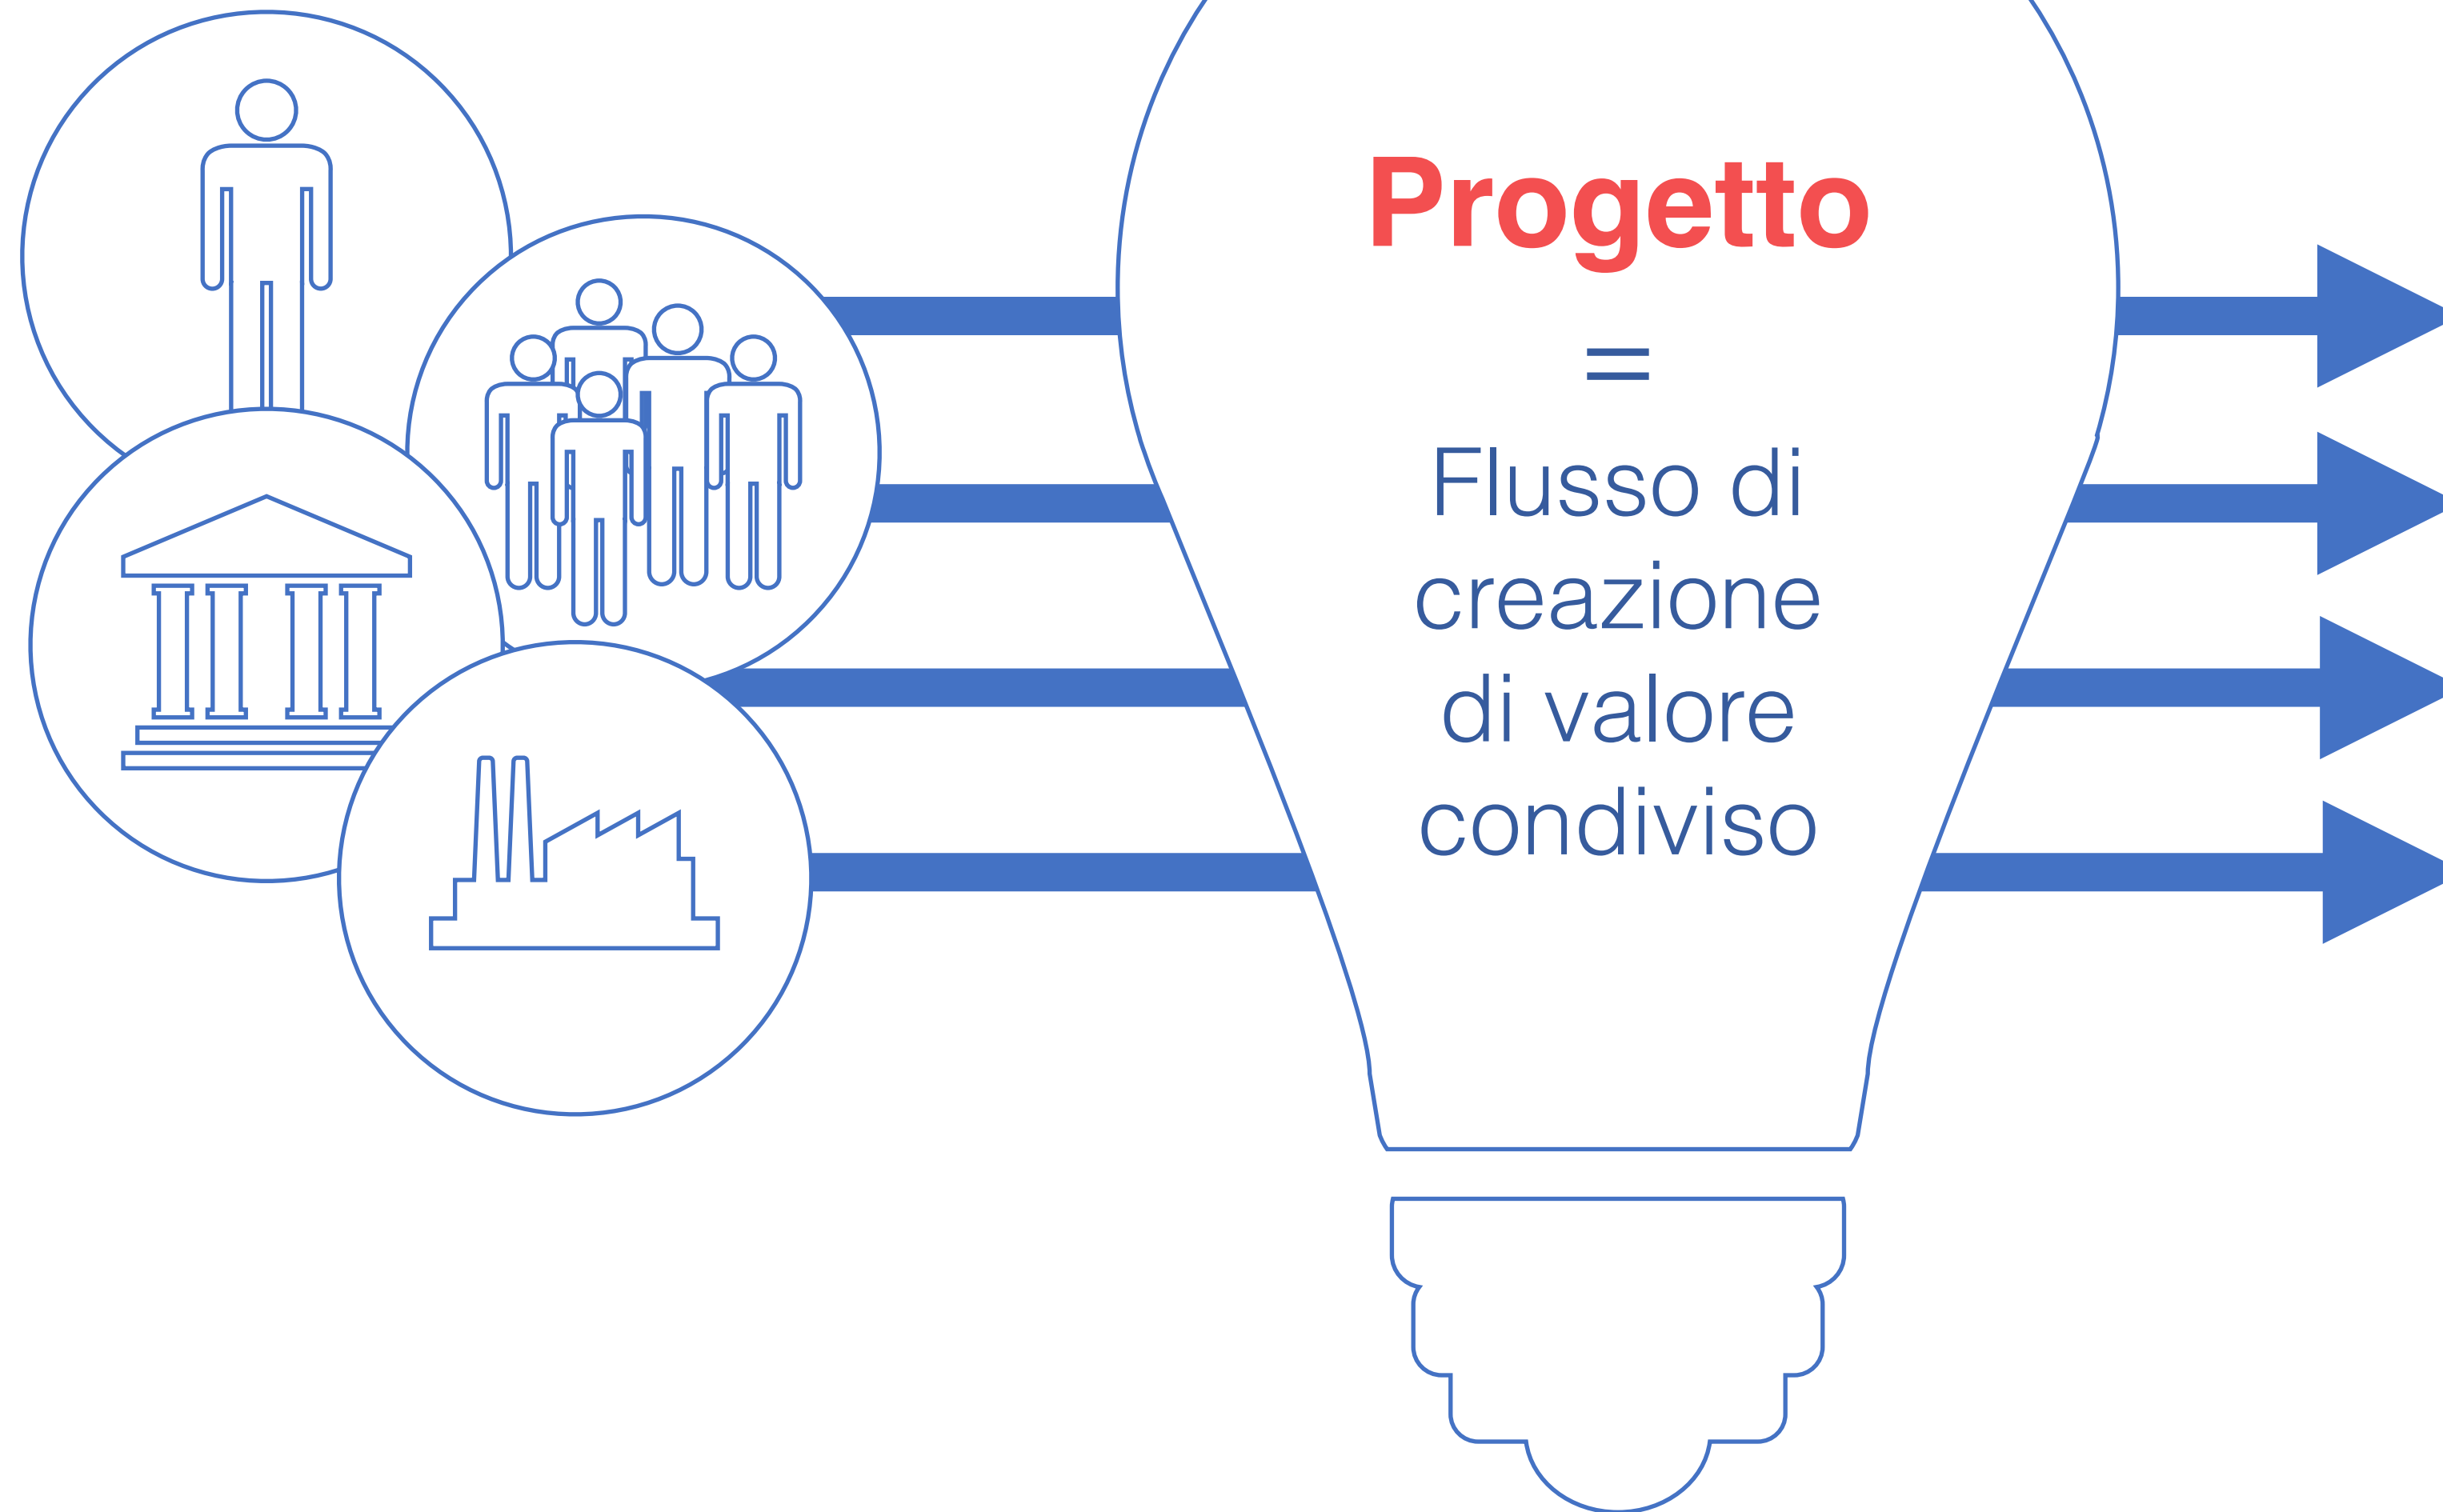 Progetto
=
Flusso di
creazione
di valore
condiviso